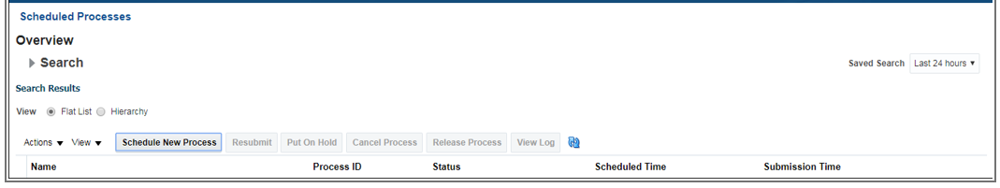 Scheduled Processes
Overview
Search
Saved Search Last 24 hours
Search Results
View Flat List Hierarchy
Actions View Schedule New Process Resubmit Put On Hold Cancel Process Release Process View Log
Name Process ID Status Scheduled Time Submission Time